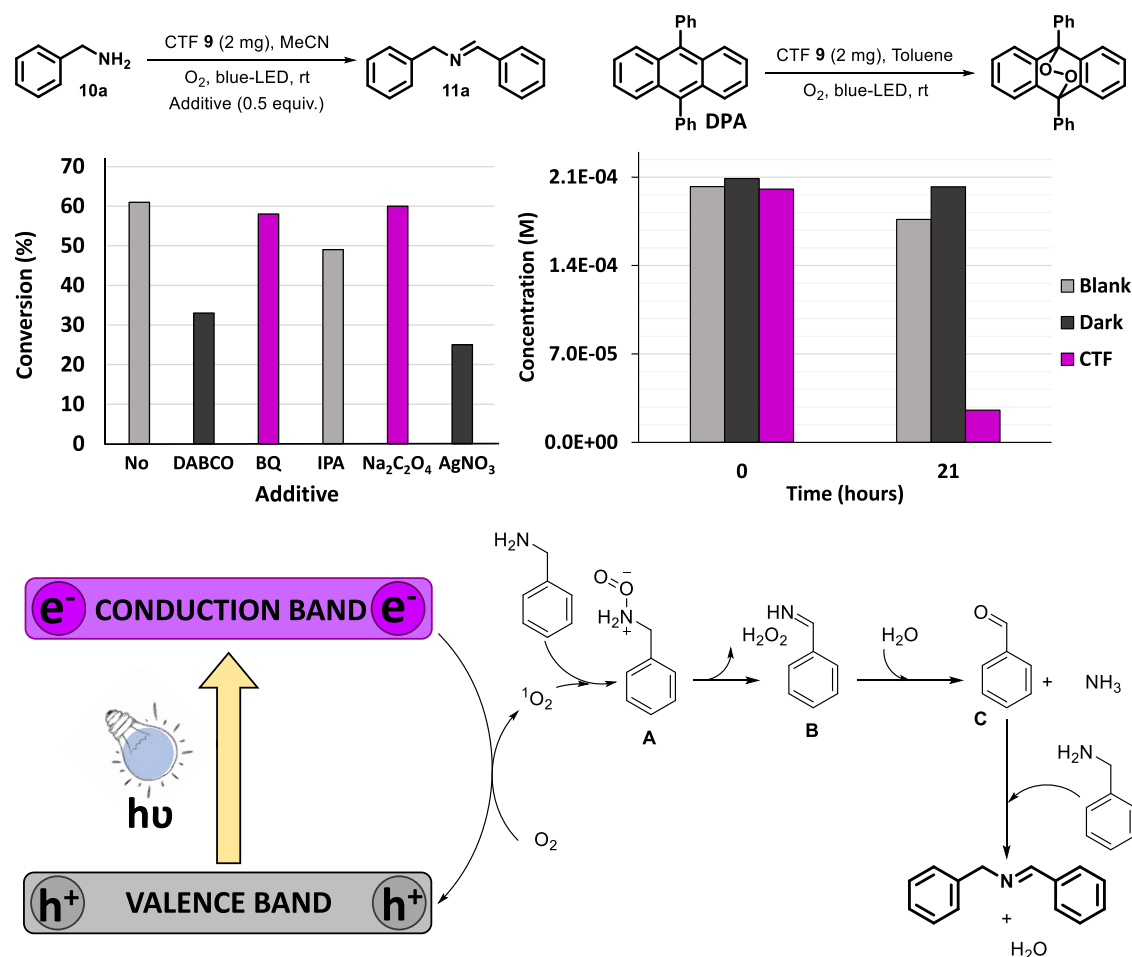 NH₂
10a
CTF 9 (2 mg), MeCN
O₂, blue-LED, rt
Additive (0.5 equiv.)
N
11a
Ph
Ph
DPA
CTF 9 (2 mg), Toluene
O₂, blue-LED, rt
Ph
O
O
Ph
70
60
50
40
30
20
10
0
Conversion (%)
No DABCO BQ IPA Na₂C₂O₄ AgNO₃
Additive
2.1E-04
1.4E-04
7.0E-05
0.0E+00
Concentration (M)
0 21
Time (hours)
Blank
Dark
CTF
e⁻ CONDUCTION BAND e⁻
hυ
h⁺ VALENCE BAND h⁺
¹O₂
O₂
H₂N
O
O⁻
H₂N⁺
A
H₂O₂
HN
B
H₂O
O
C
+ NH₃
H₂N
N
+
H₂O